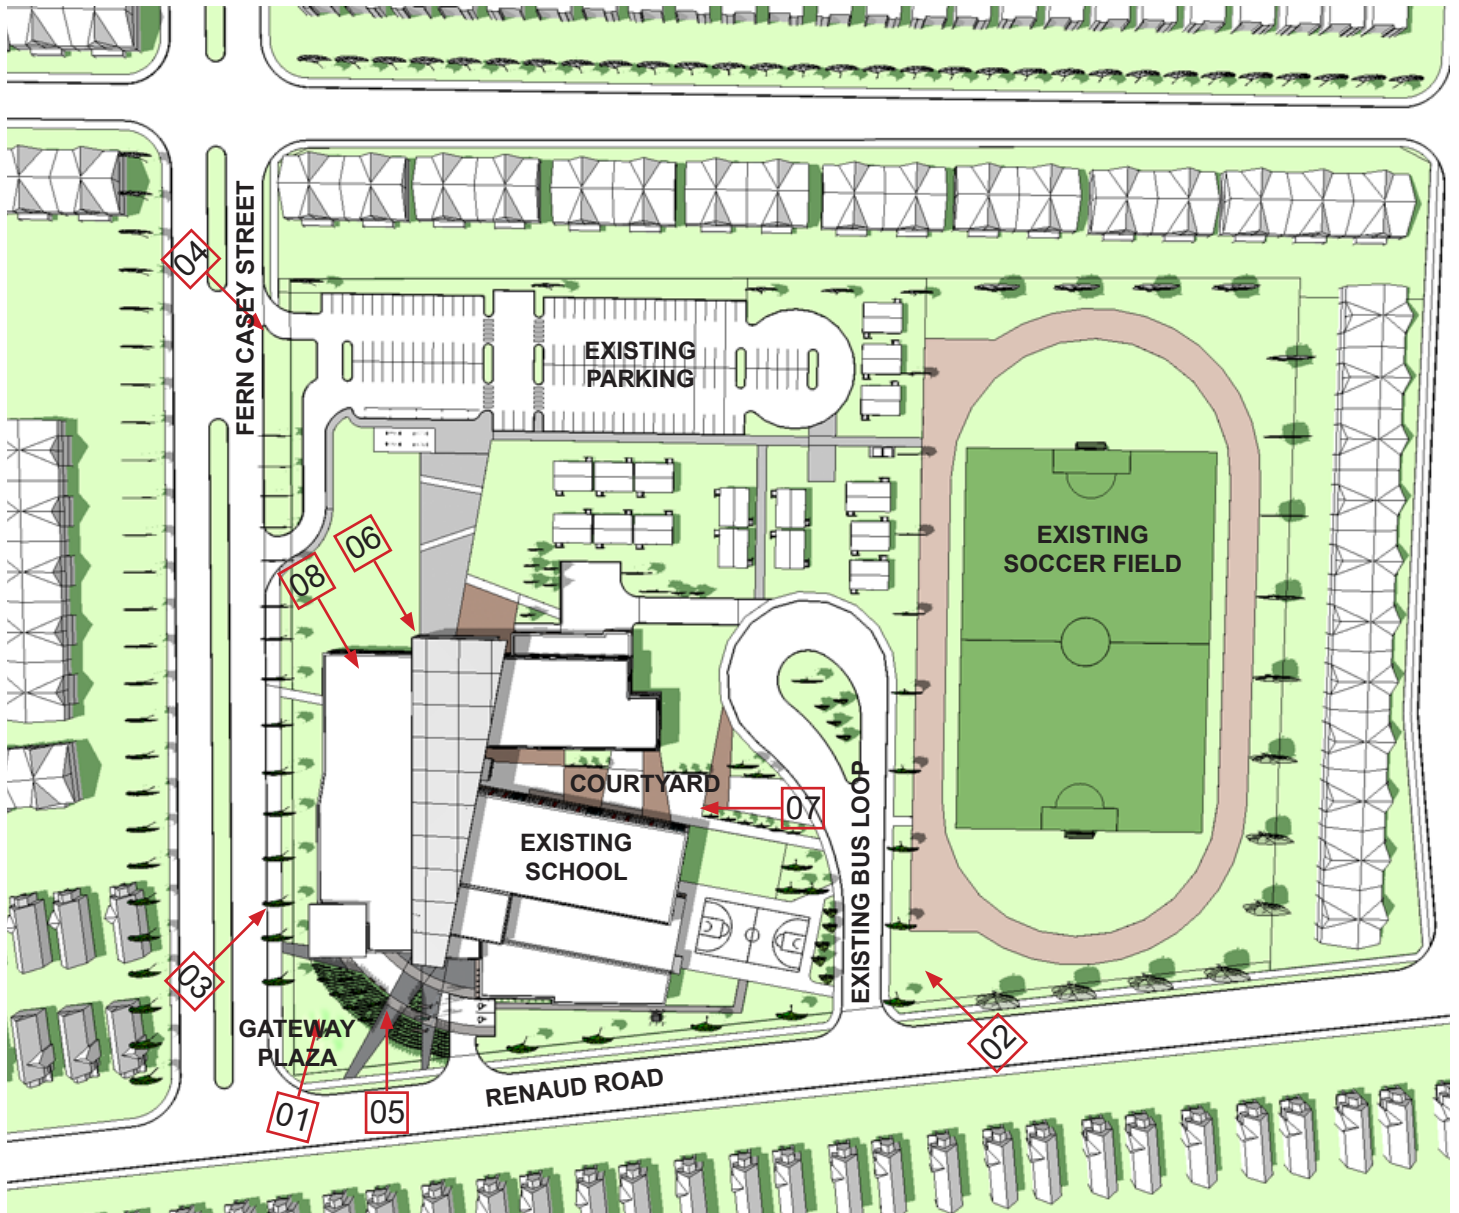 FERN CASEY STREET
04
EXISTING
PARKING
EXISTING
SOCCER FIELD
06
08
COURTYARD
07
EXISTING
SCHOOL
EXISTING BUS LOOP
03
GATEWAY
PLAZA
02
RENAUD ROAD
01
05